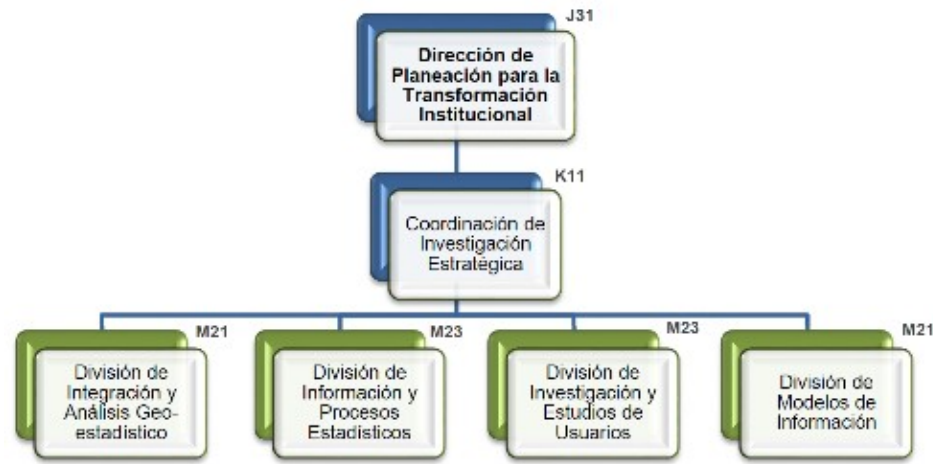 J31
Dirección de
Planeación para la
Transformación
Institucional
K11
Coordinación de
Investigación
Estratégica
M21
División de
Integración y
Análisis Geo-
estadístico
M23
División de
Información y
Procesos
Estadísticos
M23
División de
Investigación y
Estudios de
Usuarios
M21
División de
Modelos de
Información